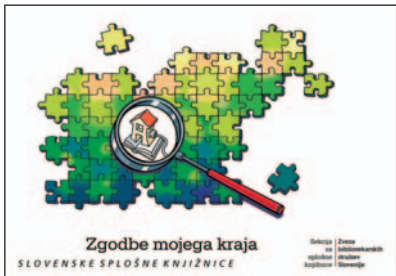 Zgodbe mojega kraja
SLOVENSKE SPLOŠNE KNJIŽNICE
Sekcija za splošne knjižnice
Zveza bibliotekarskih društev Slovenije